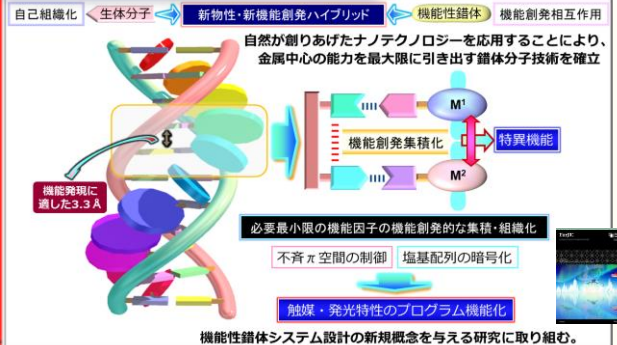 自己組織化 生体分子 新物性・新機能創発ハイブリッド 機能性錯体 機能創発相互作用
自然が創りあげたナノテクノロジーを応用することにより、
金属中心の能力を最大限に引き出す錯体分子技術を確立
M¹
機能創発集積化
特異機能
M²
機能発現に
適した3.3Å
必要最小限の機能因子の機能創発的な集積・組織化
不斉π空間の制御 塩基配列の暗号化
触媒・発光特性のプログラム機能化
機能性錯体システム設計の新規概念を与える研究に取り組む。